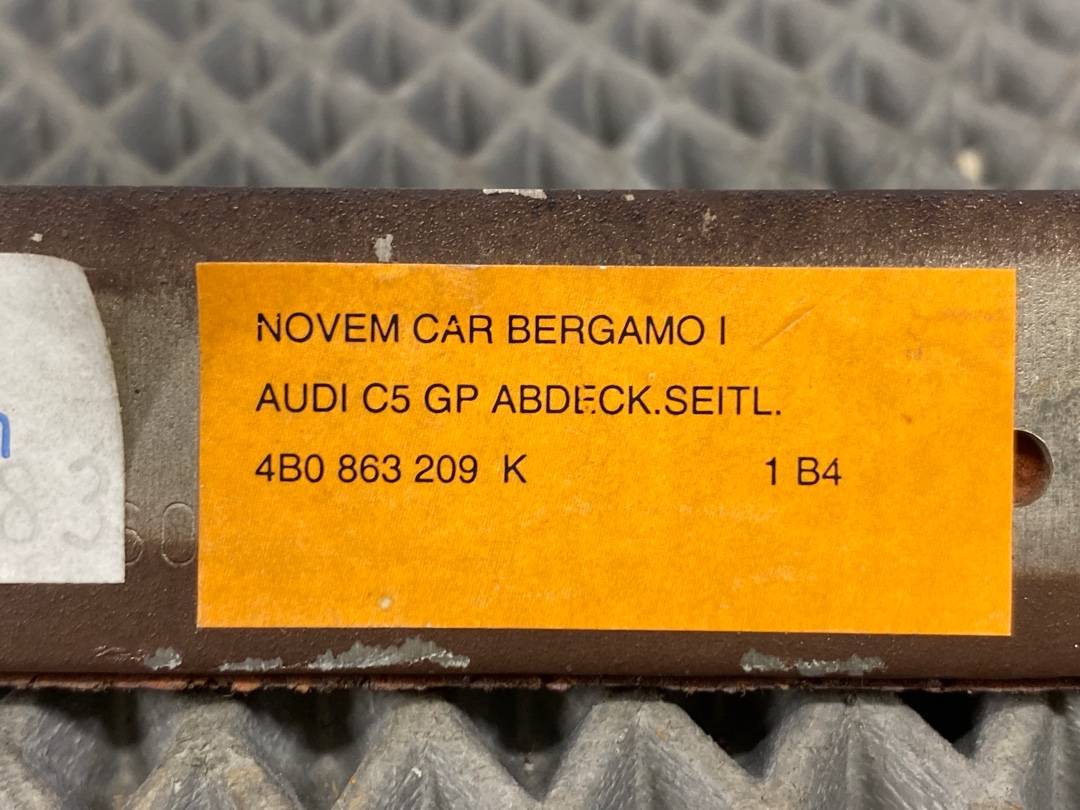 NOVEM CAR BERGAMO I
AUDI C5 GP ABDECK.SEITL.
4B0 863 209 K 1 B4